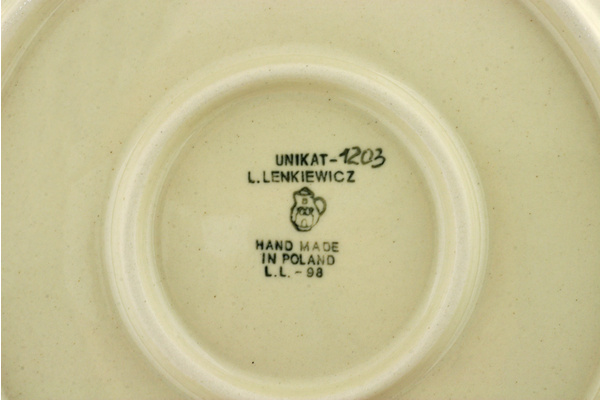 UNIKAT-1203
L.LENKIEWICZ
HAND MADE
IN POLAND
L.L. - 98